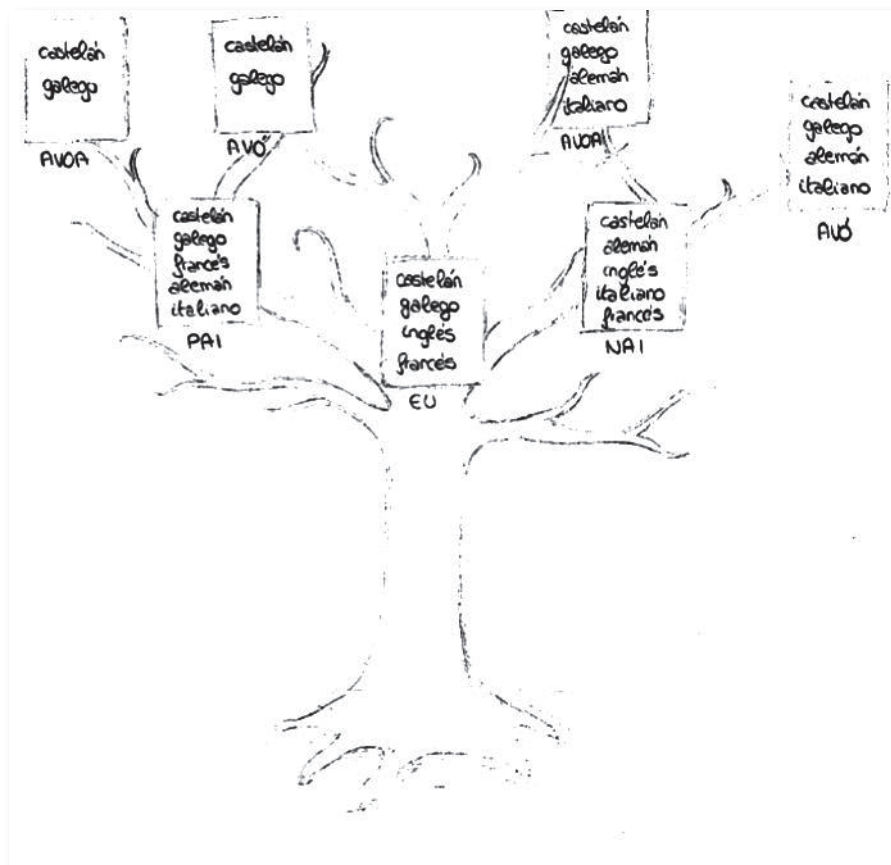 castelán
galego
AVOA
castelán
galego
AVÓ
castelán
galego
alemán
italiano
AVOA
castelán
galego
alemán
italiano
AVÓ
castelán
galego
francés
alemán
italiano
PAI
castelán
galego
inglés
francés
EU
castelán
alemán
inglés
italiano
francés
NAI